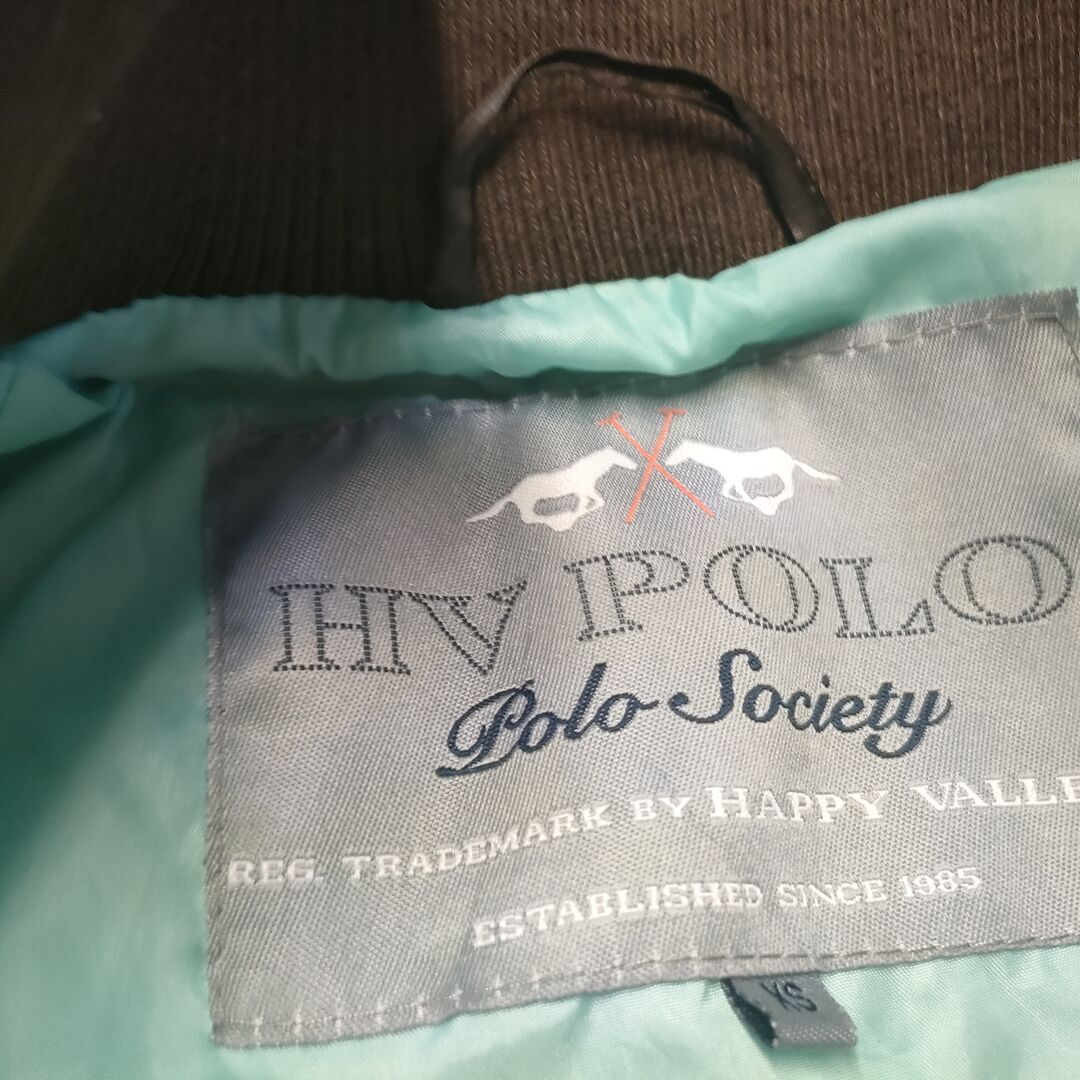 HV POLO
Polo Society
REG. TRADEMARK BY HAPPY VALLE
ESTABLISHED SINCE 1985
XS